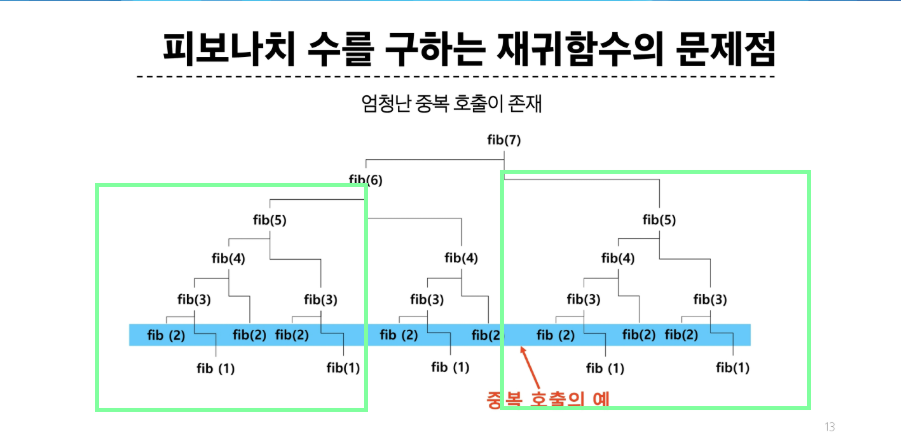 피보나치 수를 구하는 재귀함수의 문제점
엄청난 중복 호출이 존재
fib(7)
fib(6)
fib(5) fib(5)
fib(4) fib(4) fib(4)
fib(3) fib(3) fib(3) fib(3) fib(3)
fib (2) fib(2) fib(2) fib (2) fib(2 fib (2) fib(2) fib(2)
fib (1) fib(1) fib (1) fib (1) fib(1)
중복 호출의 예
13